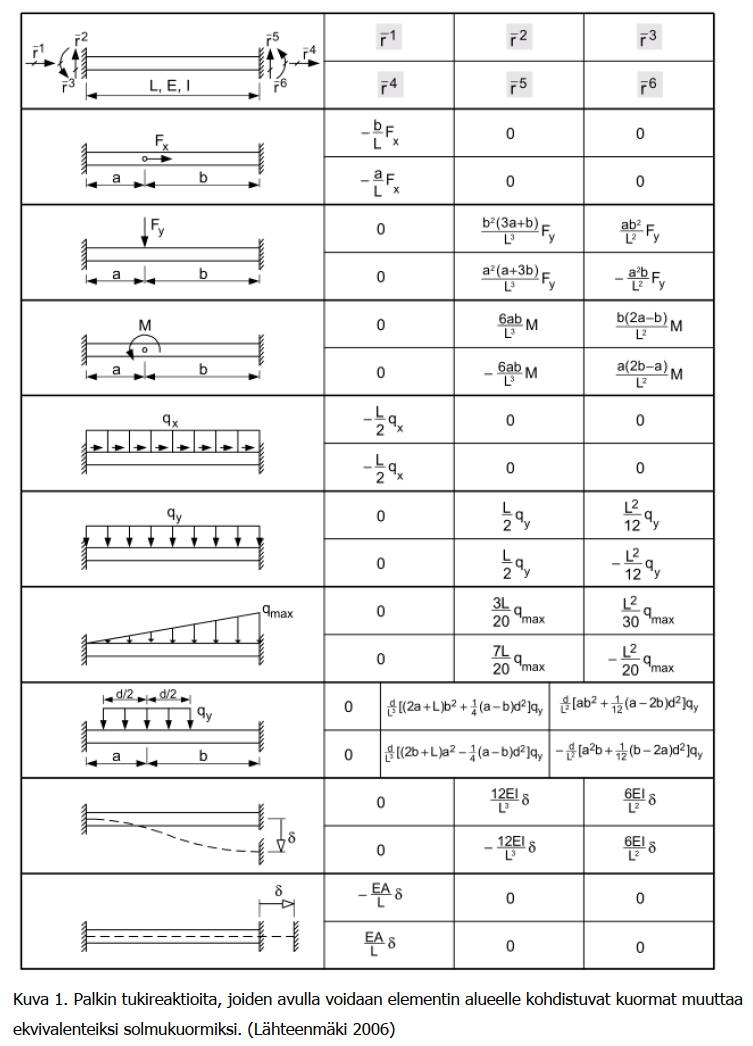 r̄¹ r̄² r̄³ L, E, I r̄⁵ r̄⁴ r̄⁶ r̄¹ r̄² r̄³
r̄⁴ r̄⁵ r̄⁶
Fₓ a b -b/L Fₓ 0 0
-a/L Fₓ 0 0
Fy a b 0 b²(3a+b)/L³ Fy ab²/L² Fy
0 a²(a+3b)/L³ Fy -a²b/L² Fy
M a b 0 6ab/L³ M b(2a-b)/L² M
0 -6ab/L³ M a(2b-a)/L² M
qₓ -L/2 qₓ 0 0
-L/2 qₓ 0 0
qy 0 L/2 qy L²/12 qy
0 L/2 qy -L²/12 qy
qmax 0 3L/20 qmax L²/30 qmax
0 7L/20 qmax -L²/20 qmax
d/2 d/2 qy a b 0 d/L³[(2a+L)b²+1/4(a-b)d²]qy d/L²[ab²+1/12(a-2b)d²]qy
0 d/L³[(2b+L)a²-1/4(a-b)d²]qy -d/L²[a²b+1/12(b-2a)d²]qy
δ 0 12EI/L³ δ 6EI/L² δ
0 -12EI/L³ δ 6EI/L² δ
δ -EA/L δ 0 0
EA/L δ 0 0
Kuva 1. Palkin tukireaktioita, joiden avulla voidaan elementin alueelle kohdistuvat kuormat muuttaa
ekvivalenteiksi solmukuormiksi. (Lähteenmäki 2006)